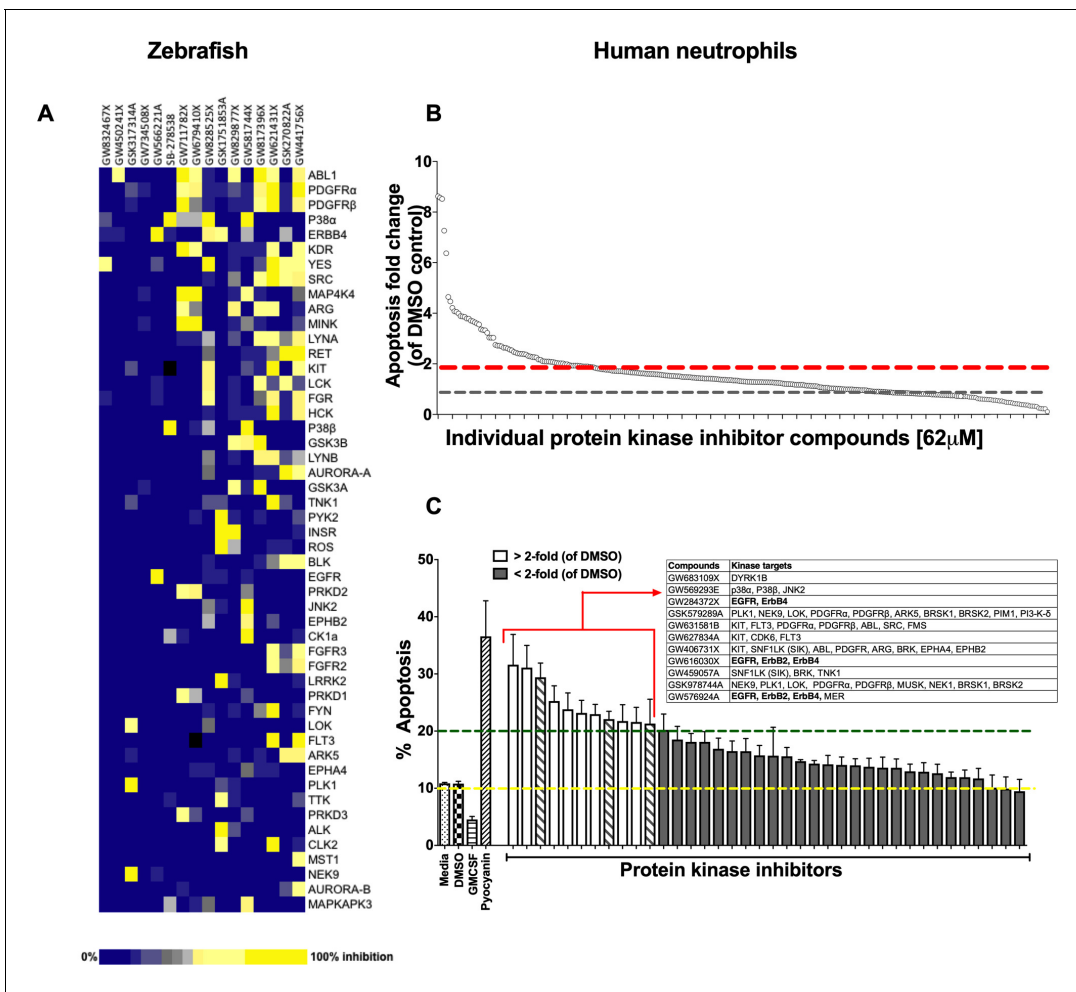 Zebrafish
Human neutrophils
A
GW832467X
GW450241X
GSK317314A
GW734508X
GW566221A
SB-278538
GW711782X
GW679410X
GW828525X
GSK1751853A
GW829877X
GW581744X
GW817396X
GW621431X
GSK270822A
GW441756X
ABL1
PDGFRα
PDGFRβ
P38α
ERBB4
KDR
YES
SRC
MAP4K4
ARG
MINK
LYNA
RET
KIT
LCK
FGR
HCK
P38β
GSK3B
LYNB
AURORA-A
GSK3A
TNK1
PYK2
INSR
ROS
BLK
EGFR
PRKD2
JNK2
EPHB2
CK1a
FGFR3
FGFR2
LRRK2
PRKD1
FYN
LOK
FLT3
ARK5
EPHA4
PLK1
TTK
PRKD3
ALK
CLK2
MST1
NEK9
AURORA-B
MAPKAPK3
0%
100% inhibition
B
Apoptosis fold change
(of DMSO control)
10
8
6
4
2
0
Individual protein kinase inhibitor compounds [62μM]
C
% Apoptosis
50
40
30
20
10
0
> 2-fold (of DMSO)
< 2-fold (of DMSO)
Compounds Kinase targets
GW683109X DYRK1B
GW569293E p38α, P38β, JNK2
GW284372X EGFR, ErbB4
GSK579289A PLK1, NEK9, LOK, PDGFRα, PDGFRβ, ARK5, BRSK1, BRSK2, PIM1, PI3-K-δ
GW631581B KIT, FLT3, PDGFRα, PDGFRβ, ABL, SRC, FMS
GW627834A KIT, CDK6, FLT3
GW406731X KIT, SNF1LK (SIK), ABL, PDGFR, ARG, BRK, EPHA4, EPHB2
GW616030X EGFR, ErbB2, ErbB4
GW459057A SNF1LK (SIK), BRK, TNK1
GSK978744A NEK9, PLK1, LOK, PDGFRα, PDGFRβ, MUSK, NEK1, BRSK1, BRSK2
GW576924A EGFR, ErbB2, ErbB4, MER
Media
DMSO
GMCSF
Pyocyanin
Protein kinase inhibitors